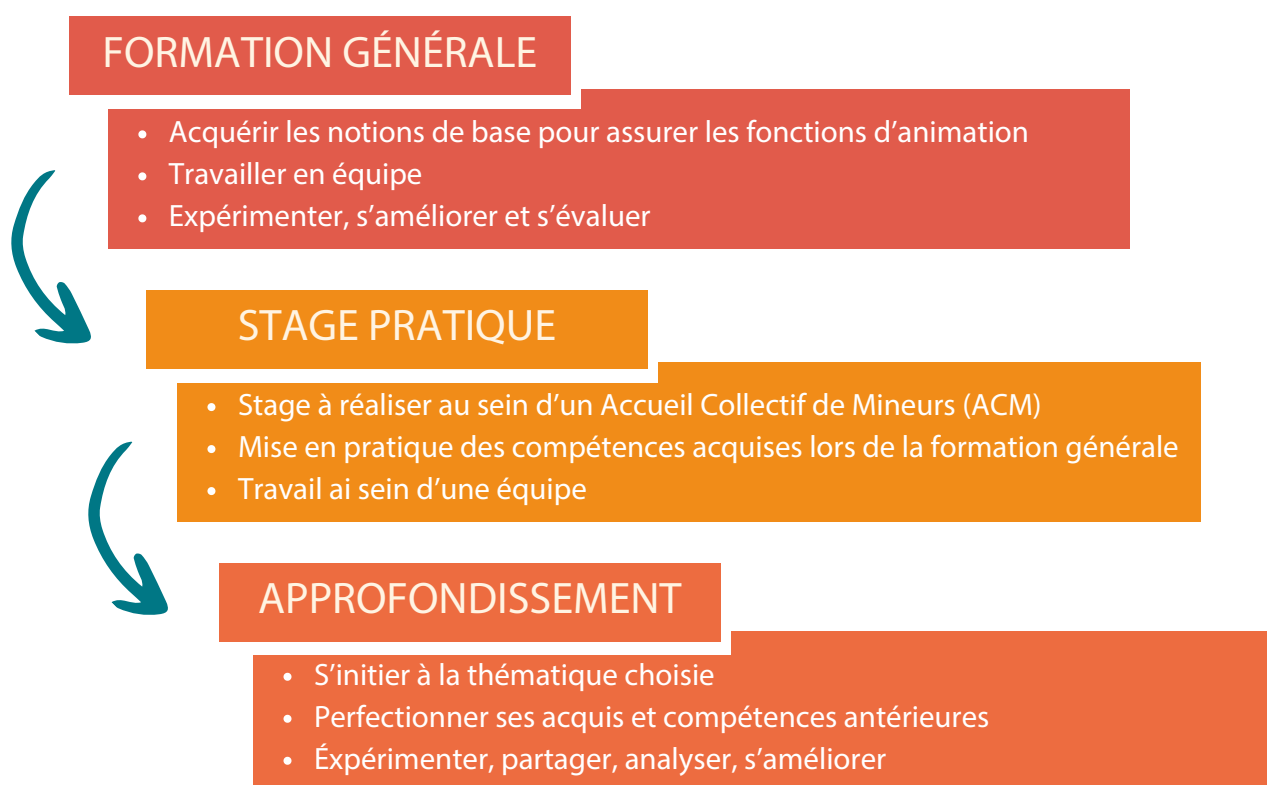 FORMATION GÉNÉRALE
• Acquérir les notions de base pour assurer les fonctions d’animation
• Travailler en équipe
• Expérimenter, s’améliorer et s’évaluer
STAGE PRATIQUE
• Stage à réaliser au sein d’un Accueil Collectif de Mineurs (ACM)
• Mise en pratique des compétences acquises lors de la formation générale
• Travail ai sein d’une équipe
APPROFONDISSEMENT
• S’initier à la thématique choisie
• Perfectionner ses acquis et compétences antérieures
• Éxpérimenter, partager, analyser, s’améliorer